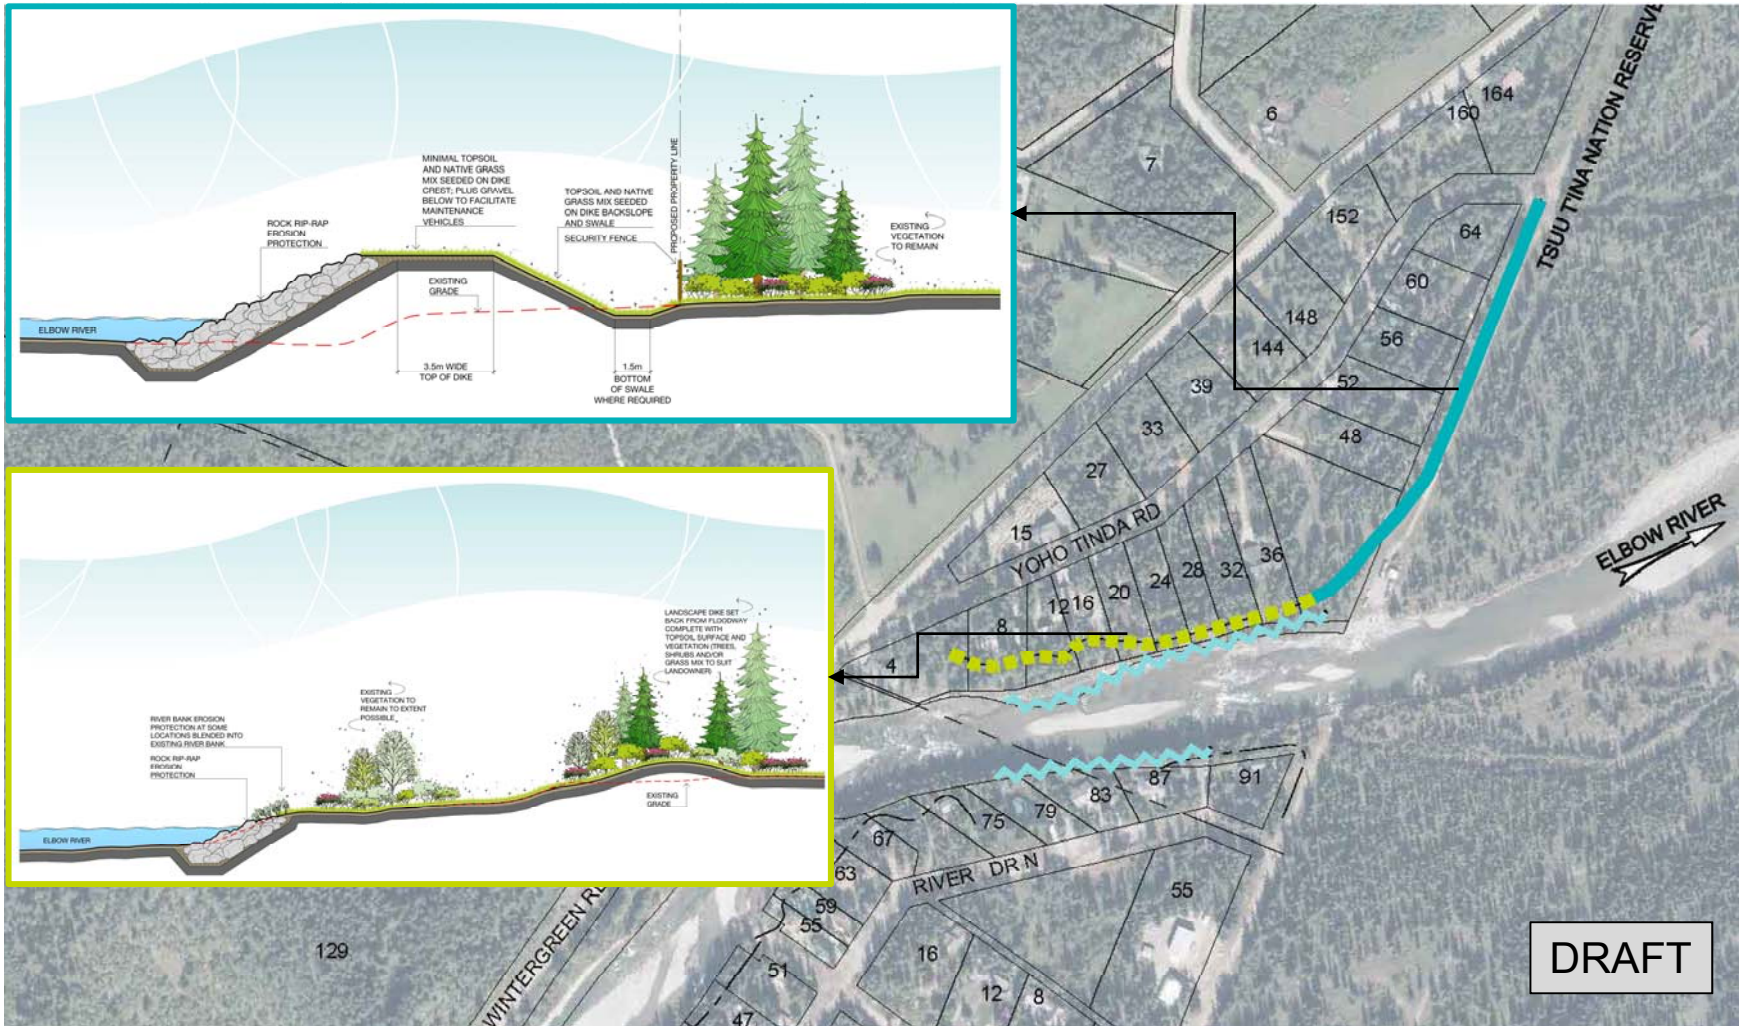 MINIMAL TOPSOIL
AND NATIVE GRASS
MIX SEEDED ON DIKE
CREST; PLUS GRAVEL
BELOW TO FACILITATE
MAINTENANCE
VEHICLES
ROCK RIP-RAP
EROSION
PROTECTION
TOPSOIL AND NATIVE
GRASS MIX SEEDED
ON DIKE BACKSLOPE
AND SWALE
SECURITY FENCE
PROPOSED PROPERTY LINE
EXISTING
VEGETATION
TO REMAIN
EXISTING
GRADE
ELBOW RIVER
3.5m WIDE
TOP OF DIKE
1.5m
BOTTOM
OF SWALE
WHERE REQUIRED
LANDSCAPE DIKE SET
BACK FROM FLOODWAY
COMPLETE WITH
TOPSOIL SURFACE AND
VEGETATION (TREES,
SHRUBS AND/OR
GRASS MIX TO SUIT
LANDOWNER)
EXISTING
VEGETATION TO
REMAIN TO EXTENT
POSSIBLE
RIVER BANK EROSION
PROTECTION AT SOME
LOCATIONS BLENDED INTO
EXISTING RIVER BANK
ROCK RIP-RAP
EROSION
PROTECTION
EXISTING
GRADE
ELBOW RIVER
TSUU TINA NATION RESERVE
6
7
164
160
152
64
60
148
144
56
52
39
48
33
27
15
YOHO TINDA RD
36
32
28
24
20
16
12
8
4
ELBOW RIVER
91
87
83
79
75
67
63
59
55
51
47
RIVER DR N
55
16
12
8
129
WINTERGREEN RD
DRAFT